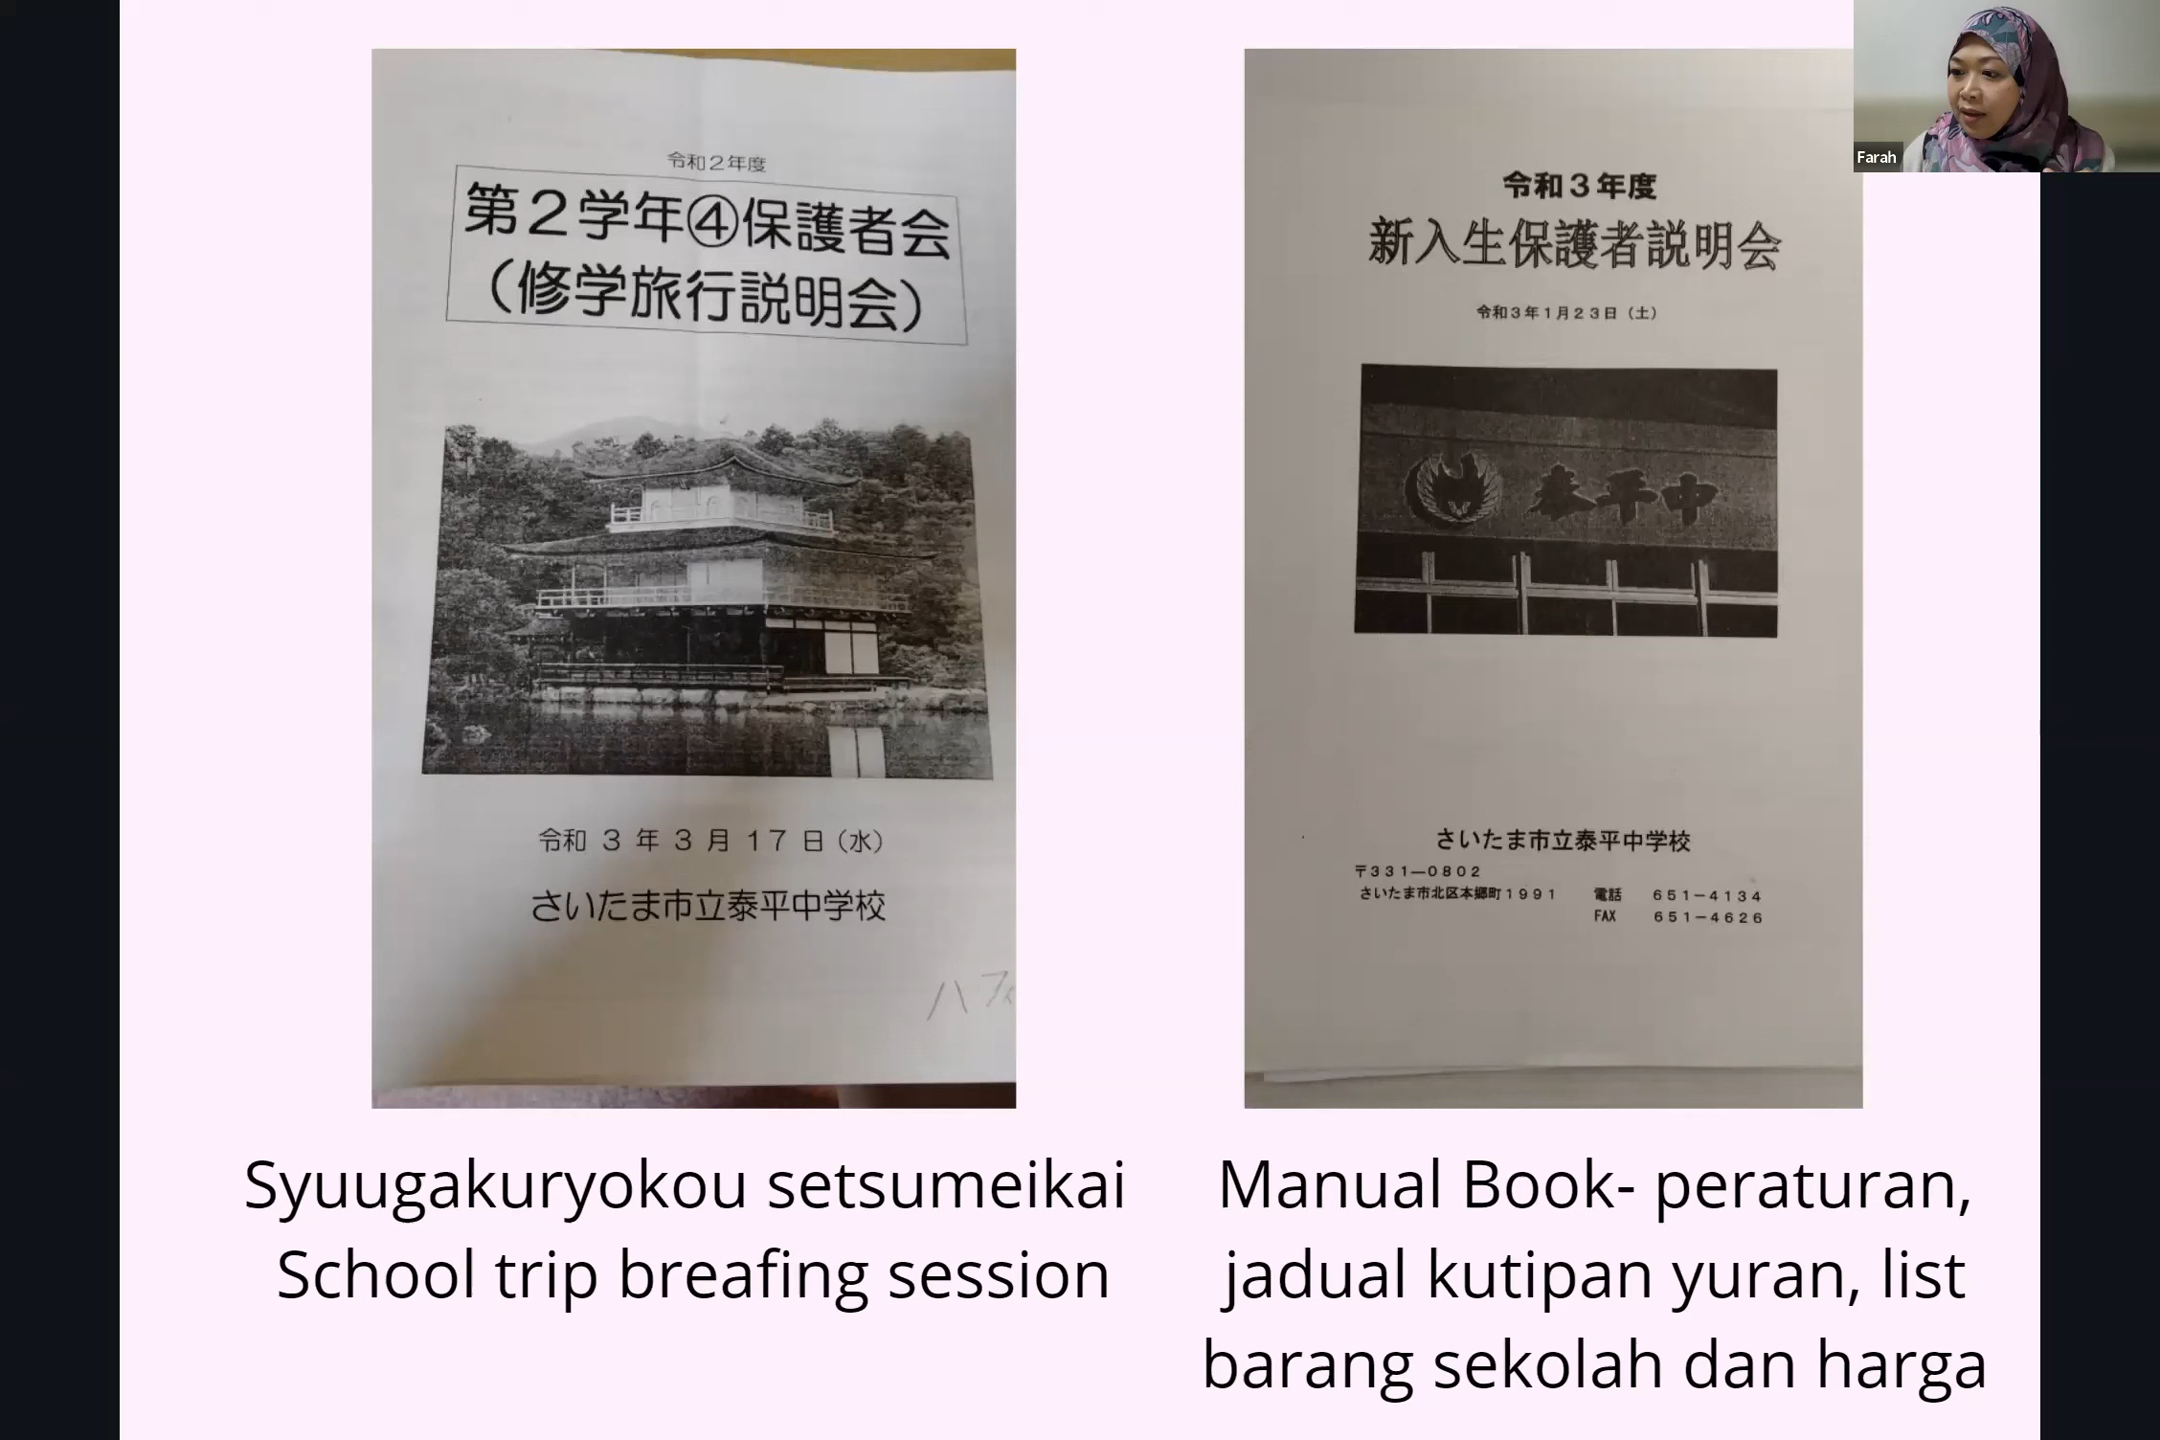 令和２年度
第２学年④保護者会
（修学旅行説明会）
令和 ３ 年 ３ 月 １７ 日（水）
さいたま市立泰平中学校
ハフィ
Syuugakuryokou setsumeikai
School trip breafing session
令和３年度
新入生保護者説明会
令和３年１月２３日（土）
泰平中
さいたま市立泰平中学校
〒３３１―０８０２
さいたま市北区本郷町１９９１ 電話 ６５１－４１３４
FAX ６５１－４６２６
Manual Book- peraturan,
jadual kutipan yuran, list
barang sekolah dan harga
Farah